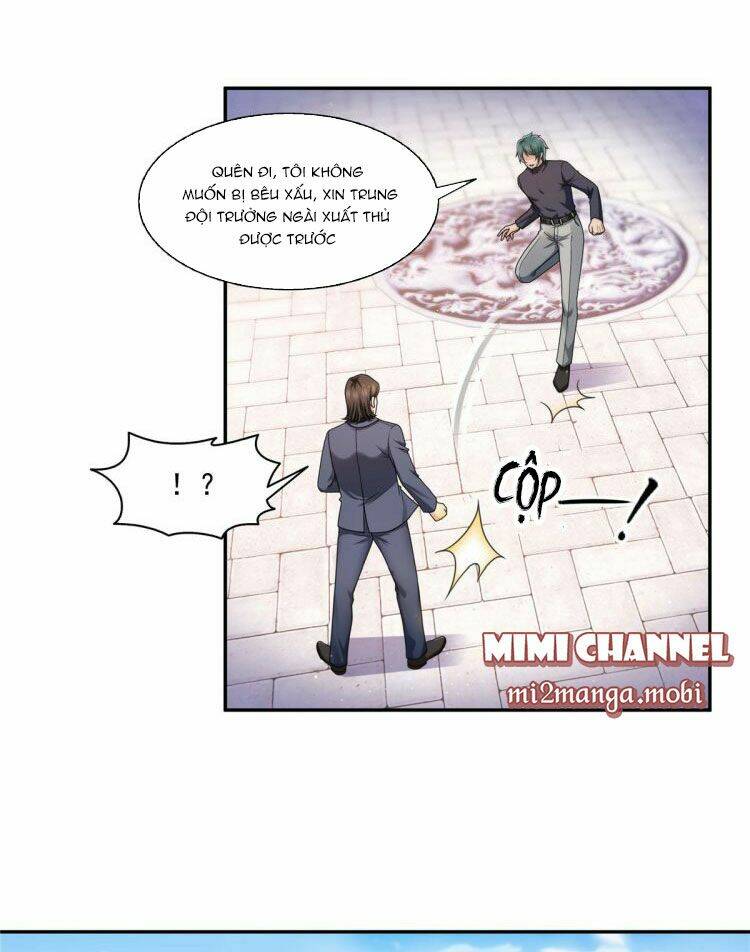 QUÊN ĐI, TÔI KHÔNG
MUỐN BỊ BÊU XẤU, XIN TRUNG
ĐỘI TRƯỞNG NGÀI XUẤT THỦ
ĐƯỢC TRƯỚC
! ?
CỘP—!
MIMI CHANNEL
mi2manga.mobi